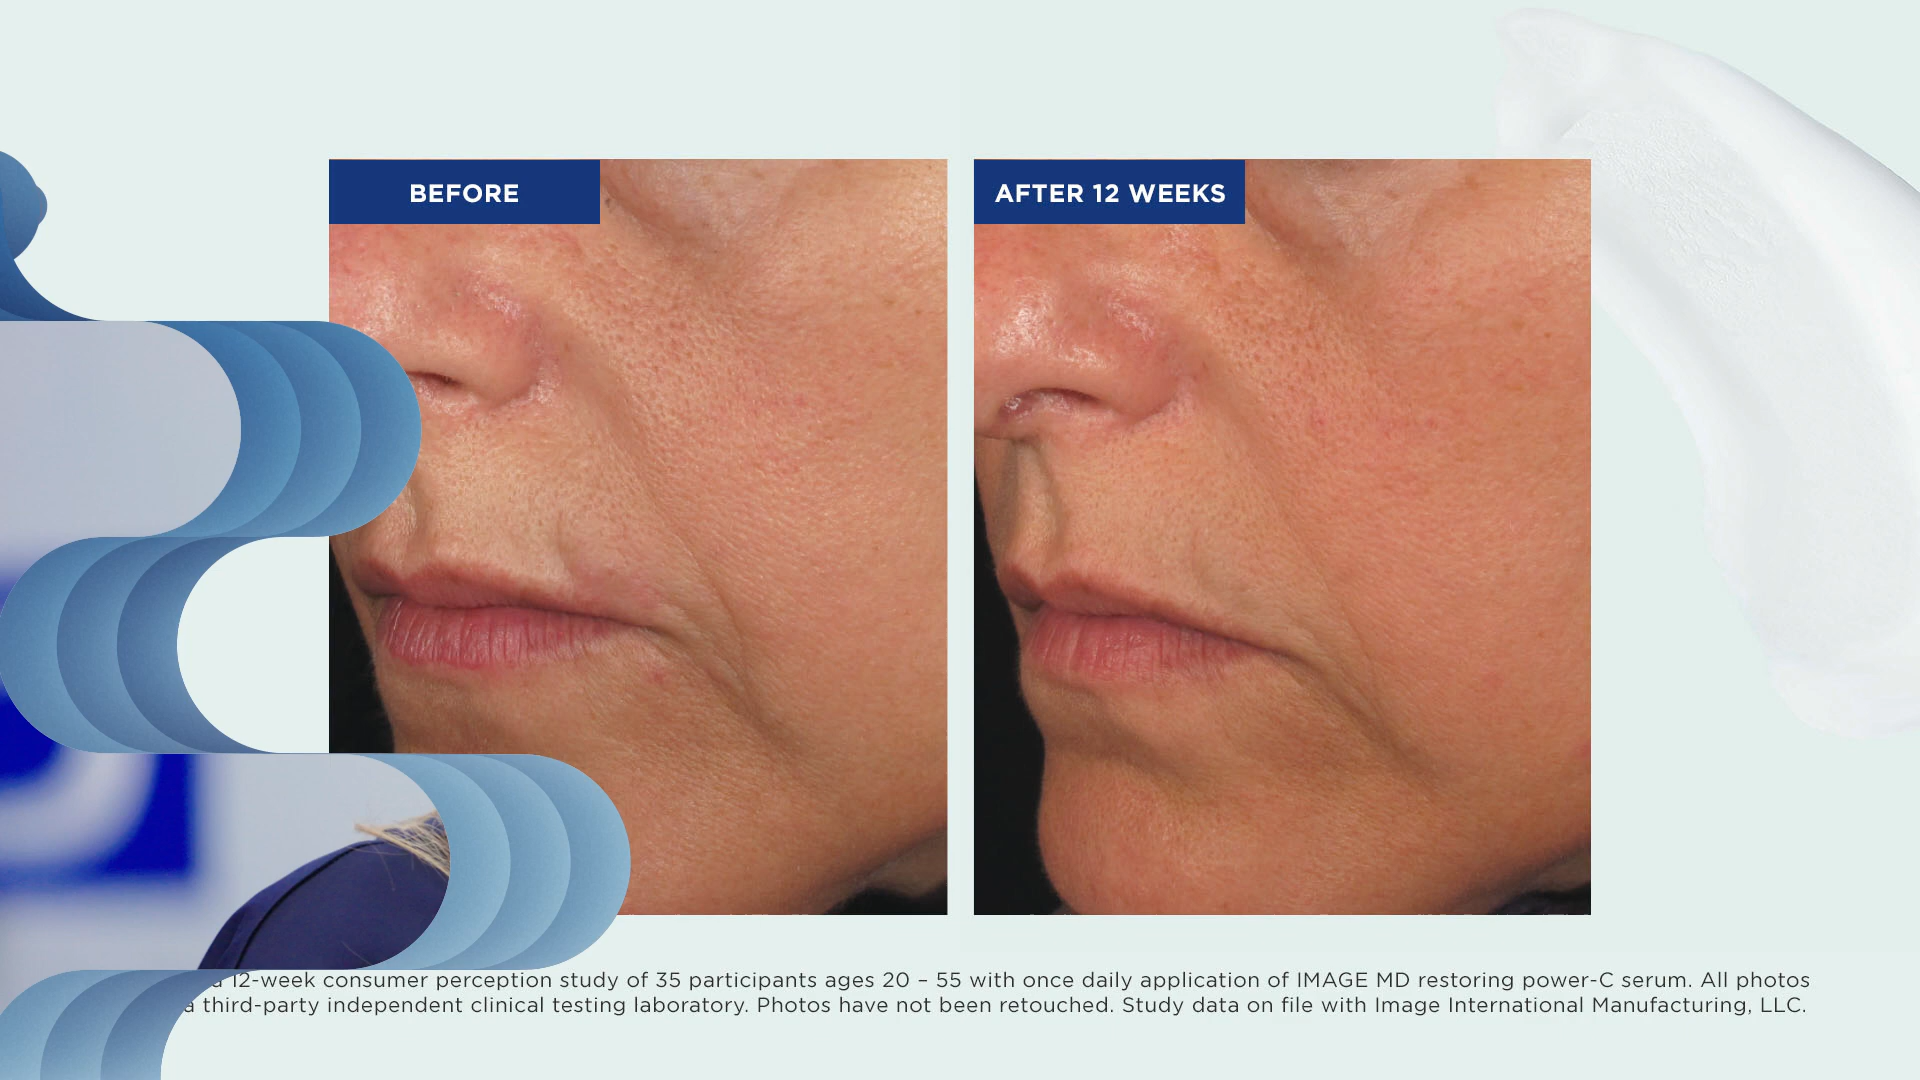 BEFORE
AFTER 12 WEEKS
12-week consumer perception study of 35 participants ages 20 – 55 with once daily application of IMAGE MD restoring power-C serum. All photos
a third-party independent clinical testing laboratory. Photos have not been retouched. Study data on file with Image International Manufacturing, LLC.